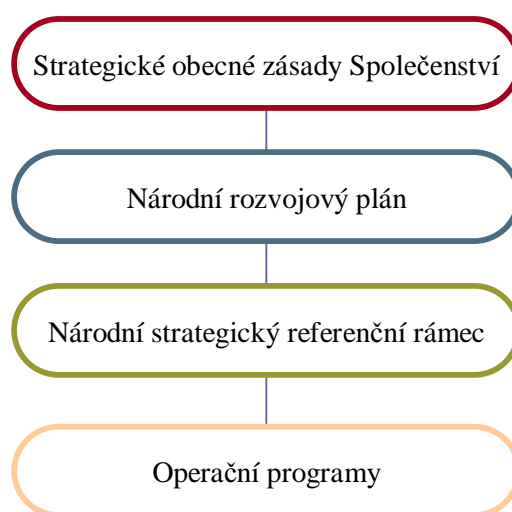 Strategické obecné zásady Společenství
Národní rozvojový plán
Národní strategický referenční rámec
Operační programy